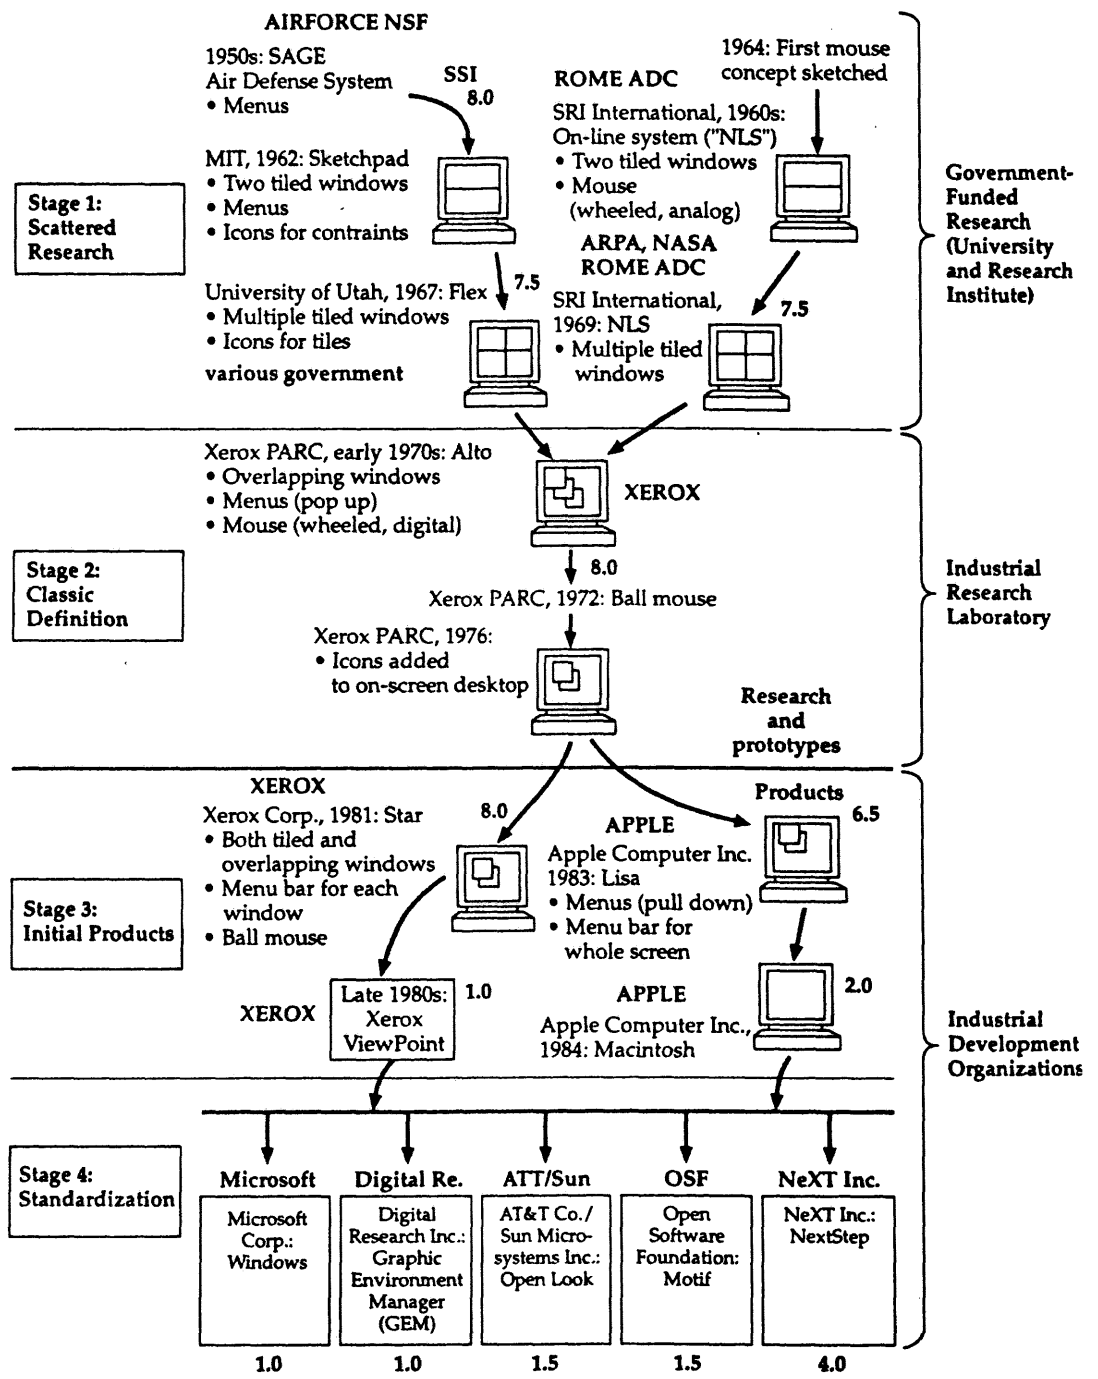 AIRFORCE NSF
1950s: SAGE
Air Defense System
• Menus
SSI
8.0
1964: First mouse
concept sketched
ROME ADC
SRI International, 1960s:
On-line system ("NLS")
• Two tiled windows
• Mouse
(wheeled, analog)
MIT, 1962: Sketchpad
• Two tiled windows
• Menus
• Icons for contraints
Stage 1:
Scattered
Research
Government-
Funded
Research
(University
and Research
Institute)
ARPA, NASA
ROME ADC
7.5
University of Utah, 1967: Flex
• Multiple tiled windows
• Icons for tiles
various government
SRI International,
1969: NLS
• Multiple tiled
windows
7.5
Xerox PARC, early 1970s: Alto
• Overlapping windows
• Menus (pop up)
• Mouse (wheeled, digital)
XEROX
Stage 2:
Classic
Definition
8.0
Xerox PARC, 1972: Ball mouse
Xerox PARC, 1976:
• Icons added
to on-screen desktop
Industrial
Research
Laboratory
Research
and
prototypes
XEROX
Xerox Corp., 1981: Star
• Both tiled and
overlapping windows
• Menu bar for each
window
• Ball mouse
8.0
Products
6.5
APPLE
Apple Computer Inc.
1983: Lisa
• Menus (pull down)
• Menu bar for
whole screen
Stage 3:
Initial Products
XEROX
Late 1980s:
Xerox
ViewPoint
1.0
APPLE
Apple Computer Inc.,
1984: Macintosh
2.0
Industrial
Development
Organizations
Stage 4:
Standardization
Microsoft
Microsoft
Corp.:
Windows
1.0
Digital Re.
Digital
Research Inc.:
Graphic
Environment
Manager
(GEM)
1.0
ATT/Sun
AT&T Co./
Sun Micro-
systems Inc.:
Open Look
1.5
OSF
Open
Software
Foundation:
Motif
1.5
NeXT Inc.
NeXT Inc.:
NextStep
4.0